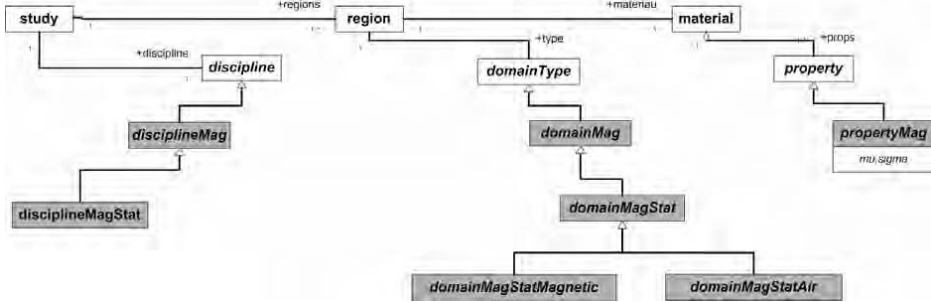 +regions
+materiau
study
region
material
+type
+props
+discipline
discipline
domainType
property
disciplineMag
domainMag
propertyMag
mu,sigma
disciplineMagStat
domainMagStat
domainMagStatMagnetic
domainMagStatAir